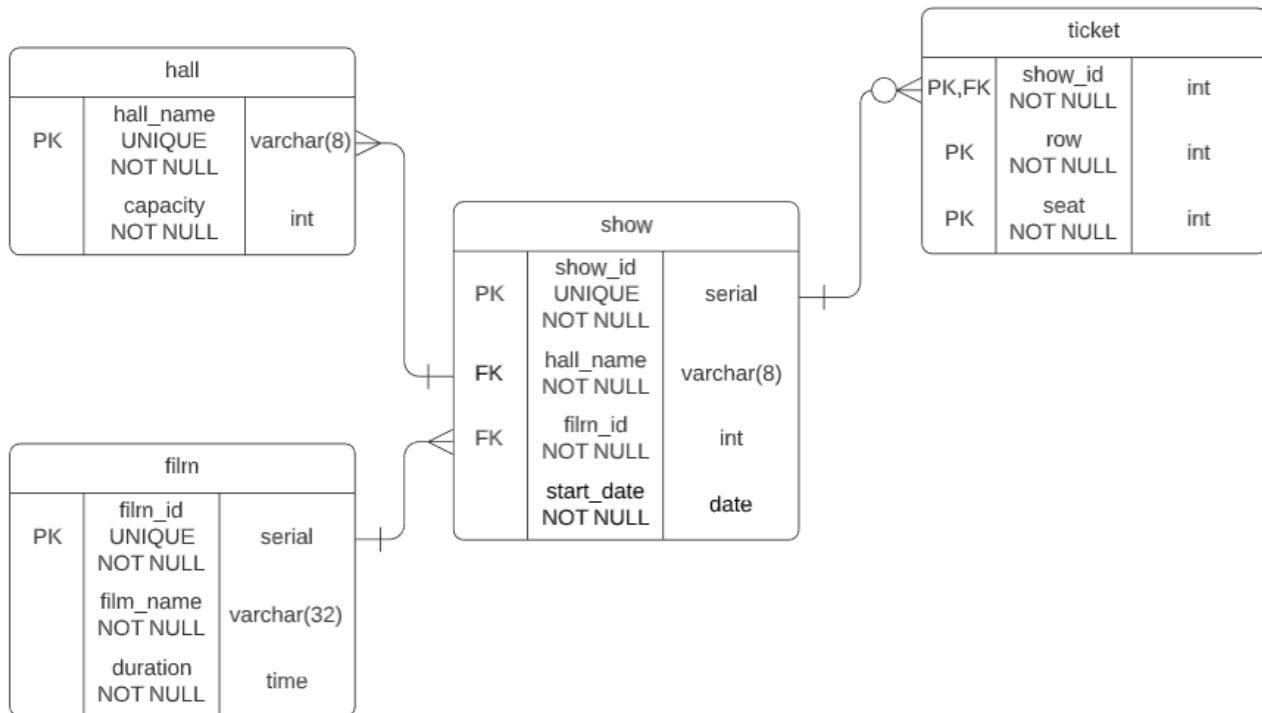 hall
PK
hall_name
UNIQUE
NOT NULL
varchar(8)
capacity
NOT NULL
int
film
PK
film_id
UNIQUE
NOT NULL
serial
film_name
NOT NULL
varchar(32)
duration
NOT NULL
time
show
PK
show_id
UNIQUE
NOT NULL
serial
FK
hall_name
NOT NULL
varchar(8)
FK
film_id
NOT NULL
int
start_date
NOT NULL
date
ticket
PK,FK
show_id
NOT NULL
int
PK
row
NOT NULL
int
PK
seat
NOT NULL
int